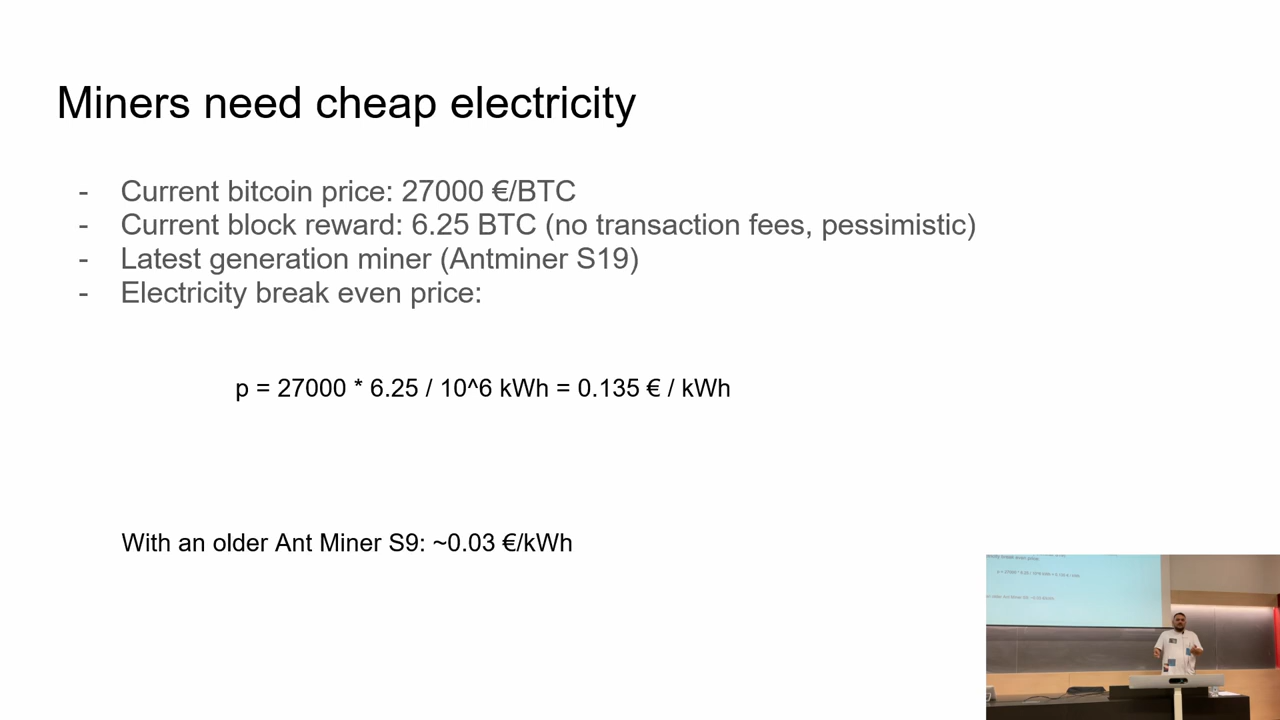 Miners need cheap electricity
- Current bitcoin price: 27000 €/BTC
- Current block reward: 6.25 BTC (no transaction fees, pessimistic)
- Latest generation miner (Antminer S19)
- Electricity break even price:
p = 27000 * 6.25 / 10^6 kWh = 0.135 € / kWh
With an older Ant Miner S9: ~0.03 €/kWh